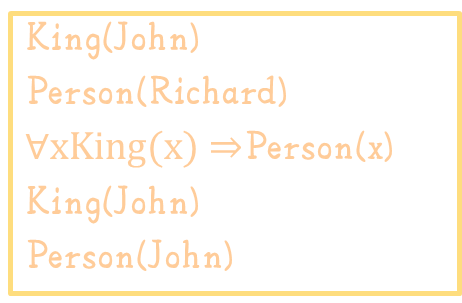 King(John)
Person(Richard)
∀xKing(x) ⇒Person(x)
King(John)
Person(John)